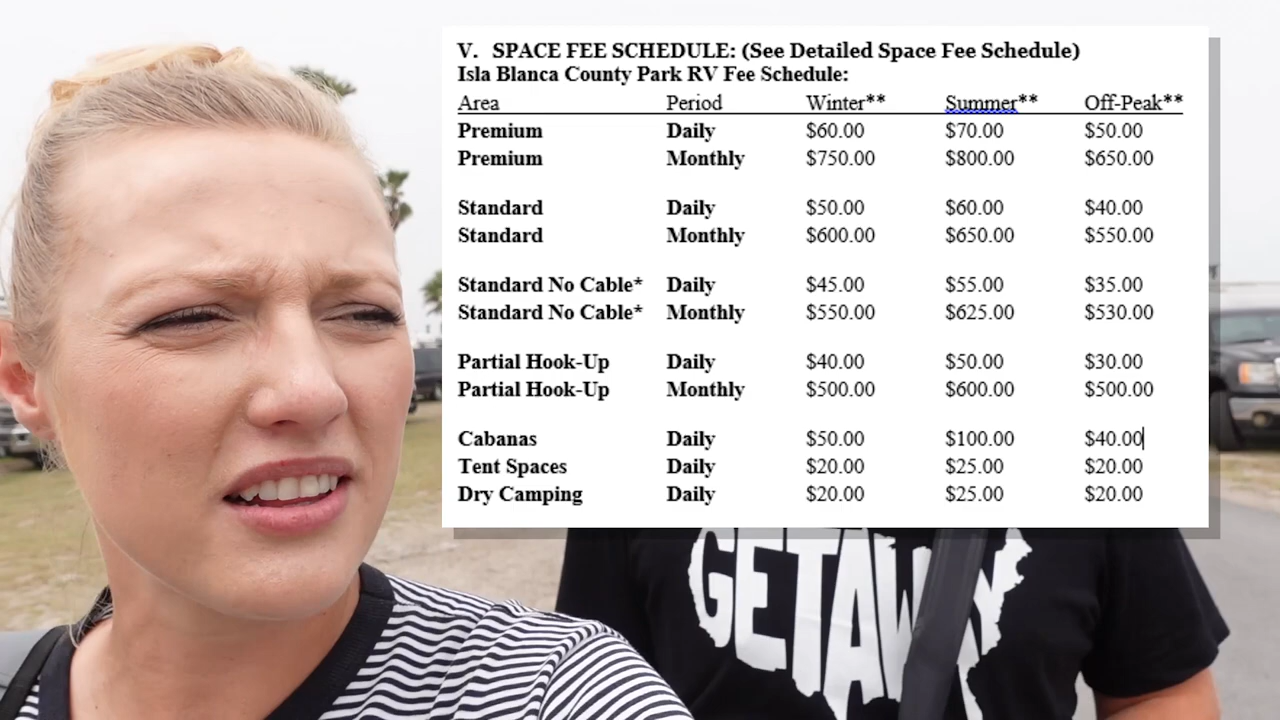 V. SPACE FEE SCHEDULE: (See Detailed Space Fee Schedule)
Isla Blanca County Park RV Fee Schedule:
Area Period Winter** Summer** Off-Peak**
Premium Daily $60.00 $70.00 $50.00
Premium Monthly $750.00 $800.00 $650.00
Standard Daily $50.00 $60.00 $40.00
Standard Monthly $600.00 $650.00 $550.00
Standard No Cable* Daily $45.00 $55.00 $35.00
Standard No Cable* Monthly $550.00 $625.00 $530.00
Partial Hook-Up Daily $40.00 $50.00 $30.00
Partial Hook-Up Monthly $500.00 $600.00 $500.00
Cabanas Daily $50.00 $100.00 $40.00
Tent Spaces Daily $20.00 $25.00 $20.00
Dry Camping Daily $20.00 $25.00 $20.00
GETAWAY